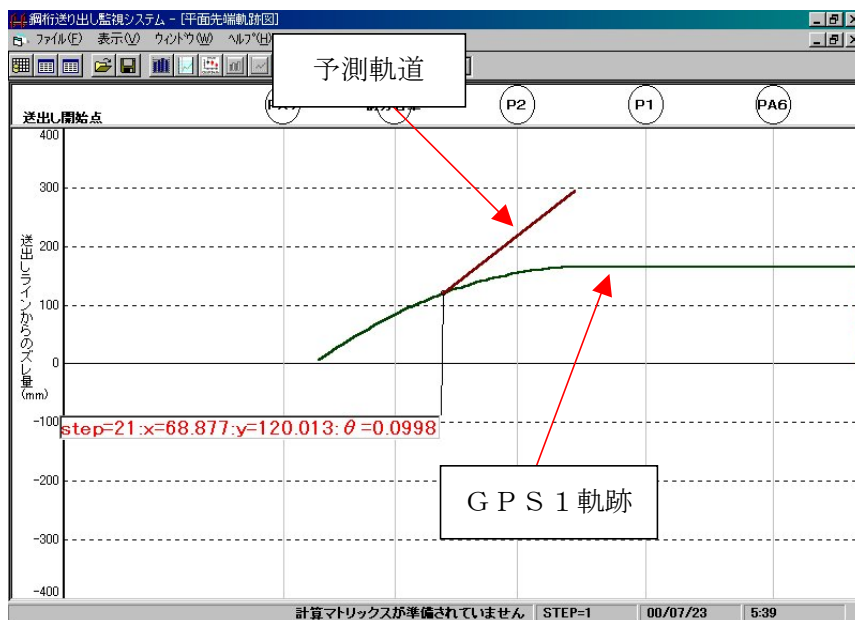 鋼桁送り出し監視システム - [平面先端軌跡図]
ファイル(F) 表示(V) ウィンドウ(W) ヘルプ(H)
予測軌道
送出し開始点
P2
P1
PA6
400
300
200
100
0
-100
-200
-300
-400
送出しラインからのズレ量
(mm)
step=21:x=68.877:y=120.013:θ=0.0998
GPS1軌跡
計算マトリックスが準備されていません STEP=1 00/07/23 5:39